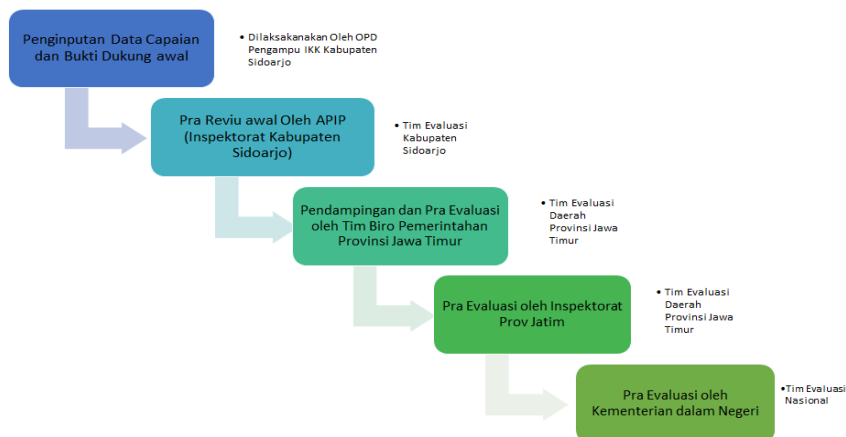 Penginputan Data Capaian
dan Bukti Dukung awal
• Dilaksakanakan Oleh OPD
Pengampu IKK Kabupaten
Sidoarjo
Pra Reviu awal Oleh APIP
(Inspektorat Kabupaten
Sidoarjo)
• Tim Evaluasi
Kabupaten
Sidoarjo
Pendampingan dan Pra Evaluasi
oleh Tim Biro Pemerintahan
Provinsi Jawa Timur
• Tim Evaluasi
Daerah
Provinsi Jawa
Timur
Pra Evaluasi oleh Inspektorat
Prov Jatim
• Tim Evaluasi
Daerah
Provinsi Jawa
Timur
Pra Evaluasi oleh
Kementerian dalam Negeri
•Tim Evaluasi
Nasional